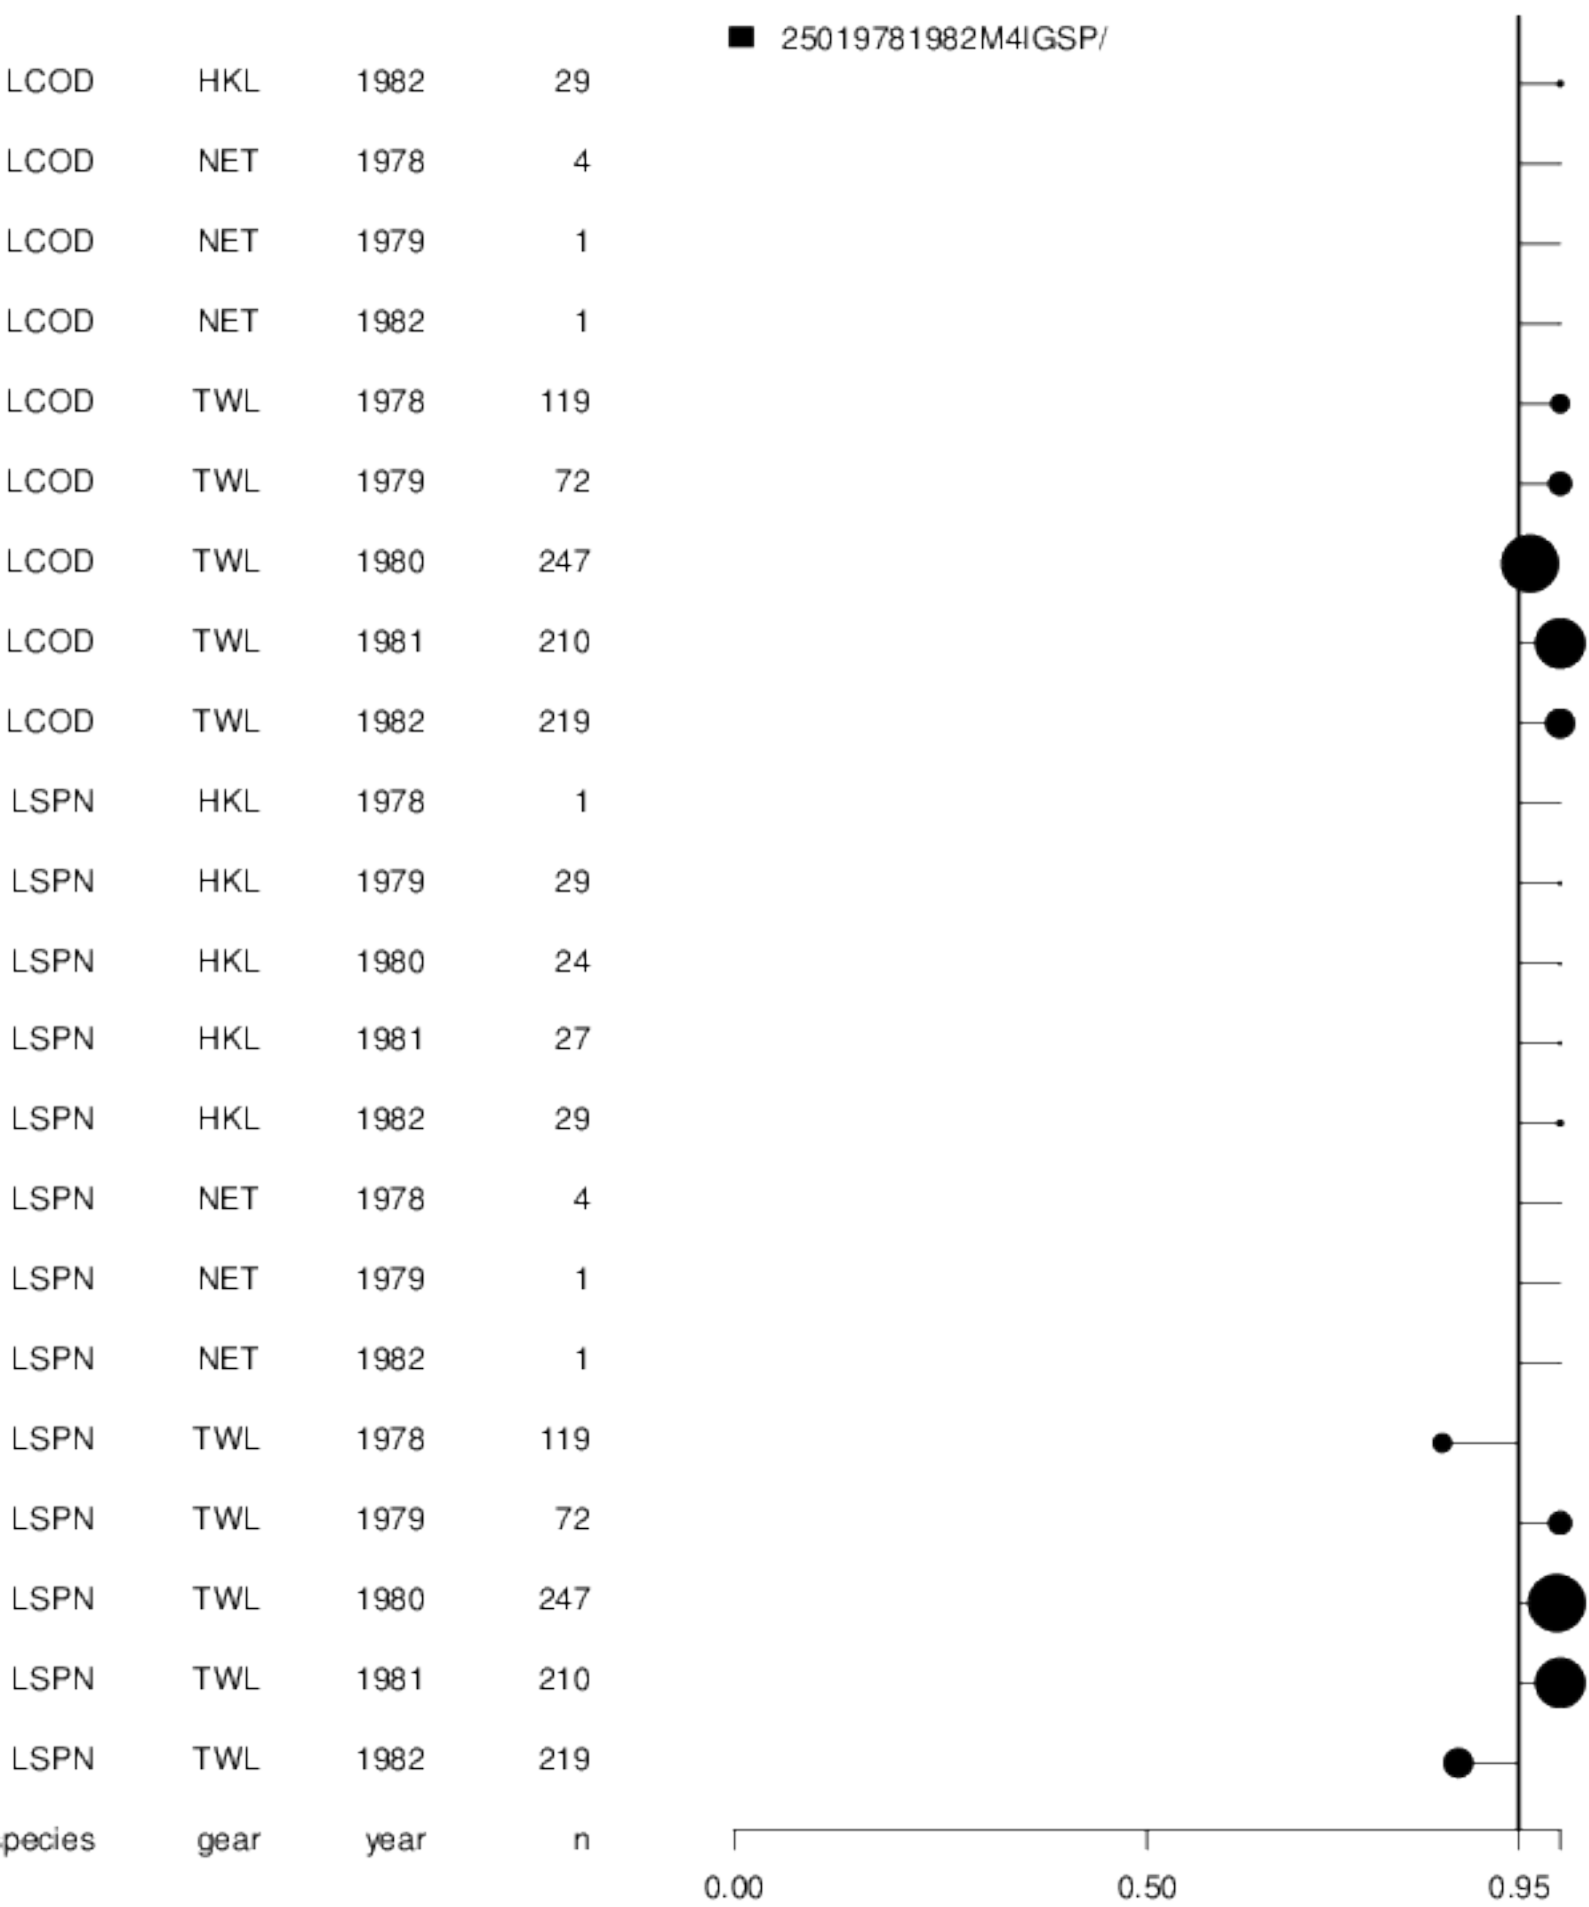 25019781982M4IGSP/
LCOD HKL 1982 29
LCOD NET 1978 4
LCOD NET 1979 1
LCOD NET 1982 1
LCOD TWL 1978 119
LCOD TWL 1979 72
LCOD TWL 1980 247
LCOD TWL 1981 210
LCOD TWL 1982 219
LSPN HKL 1978 1
LSPN HKL 1979 29
LSPN HKL 1980 24
LSPN HKL 1981 27
LSPN HKL 1982 29
LSPN NET 1978 4
LSPN NET 1979 1
LSPN NET 1982 1
LSPN TWL 1978 119
LSPN TWL 1979 72
LSPN TWL 1980 247
LSPN TWL 1981 210
LSPN TWL 1982 219
pecies gear year n
0.00 0.50 0.95